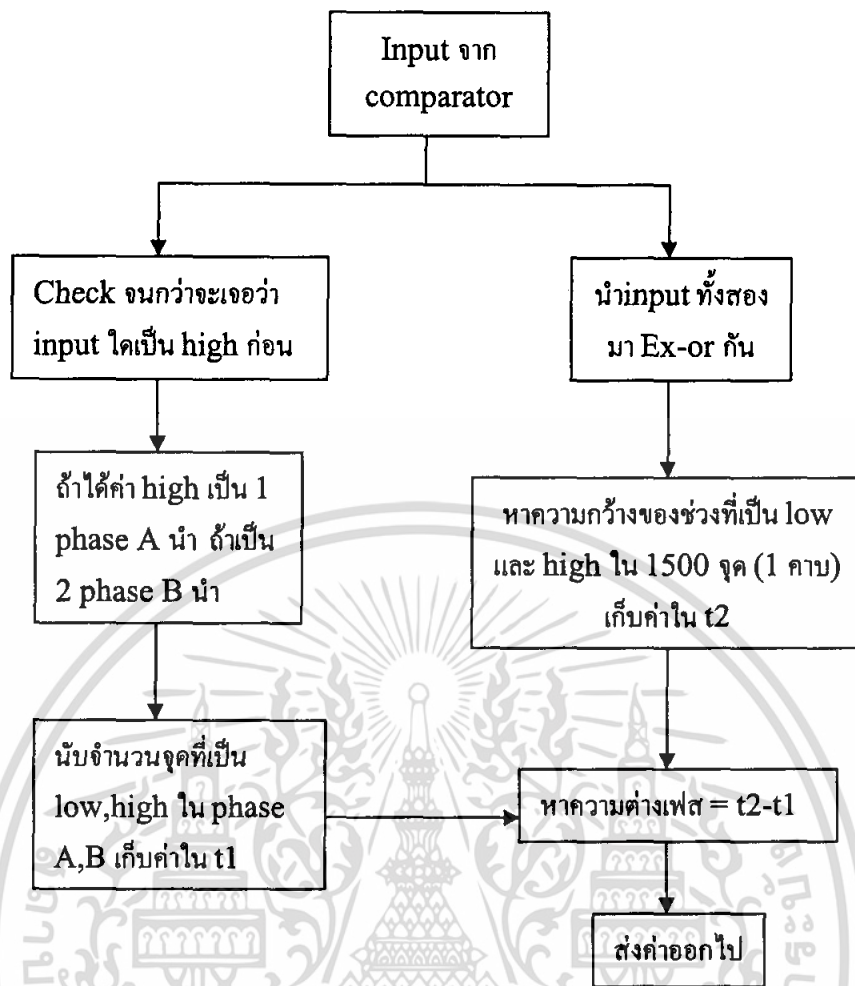 Input จาก
comparator
Check จนกว่าจะเจอว่า
input ใดเป็น high ก่อน
นำinput ทั้งสอง
มา Ex-or กัน
ถ้าได้ค่า high เป็น 1
phase A นำ ถ้าเป็น
2 phase B นำ
หาความกว้างของช่วงที่เป็น low
และ high ใน 1500 จุด (1 คาบ)
เก็บค่าใน t2
นับจำนวนจุดที่เป็น
low,high ใน phase
A,B เก็บค่าใน t1
หาความต่างเฟส = t2-t1
ส่งค่าออกไป